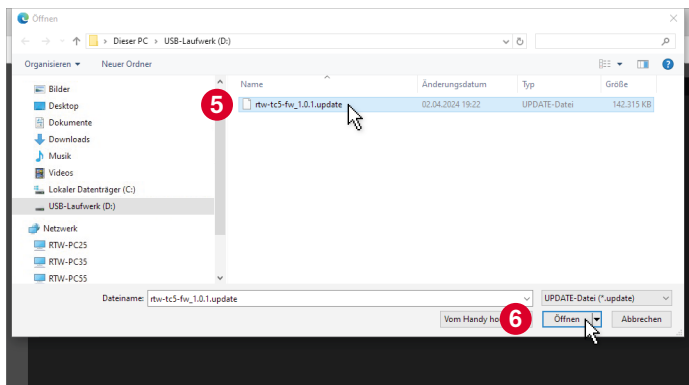 Öffnen
Dieser PC > USB-Laufwerk (D:)
Organisieren Neuer Ordner
Name Änderungsdatum Typ Größe
Bilder
Desktop
Dokumente
Downloads
Musik
Videos
Lokaler Datenträger (C:)
USB-Laufwerk (D:)
Netzwerk
RTW-PC25
RTW-PC35
RTW-PC55
5
rtw-tc5-fw_1.0.1.update 02.04.2024 19:22 UPDATE-Datei 142.315 KB
Dateiname: rtw-tc5-fw_1.0.1.update UPDATE-Datei (*.update)
Vom Handy ho 6 Öffnen Abbrechen